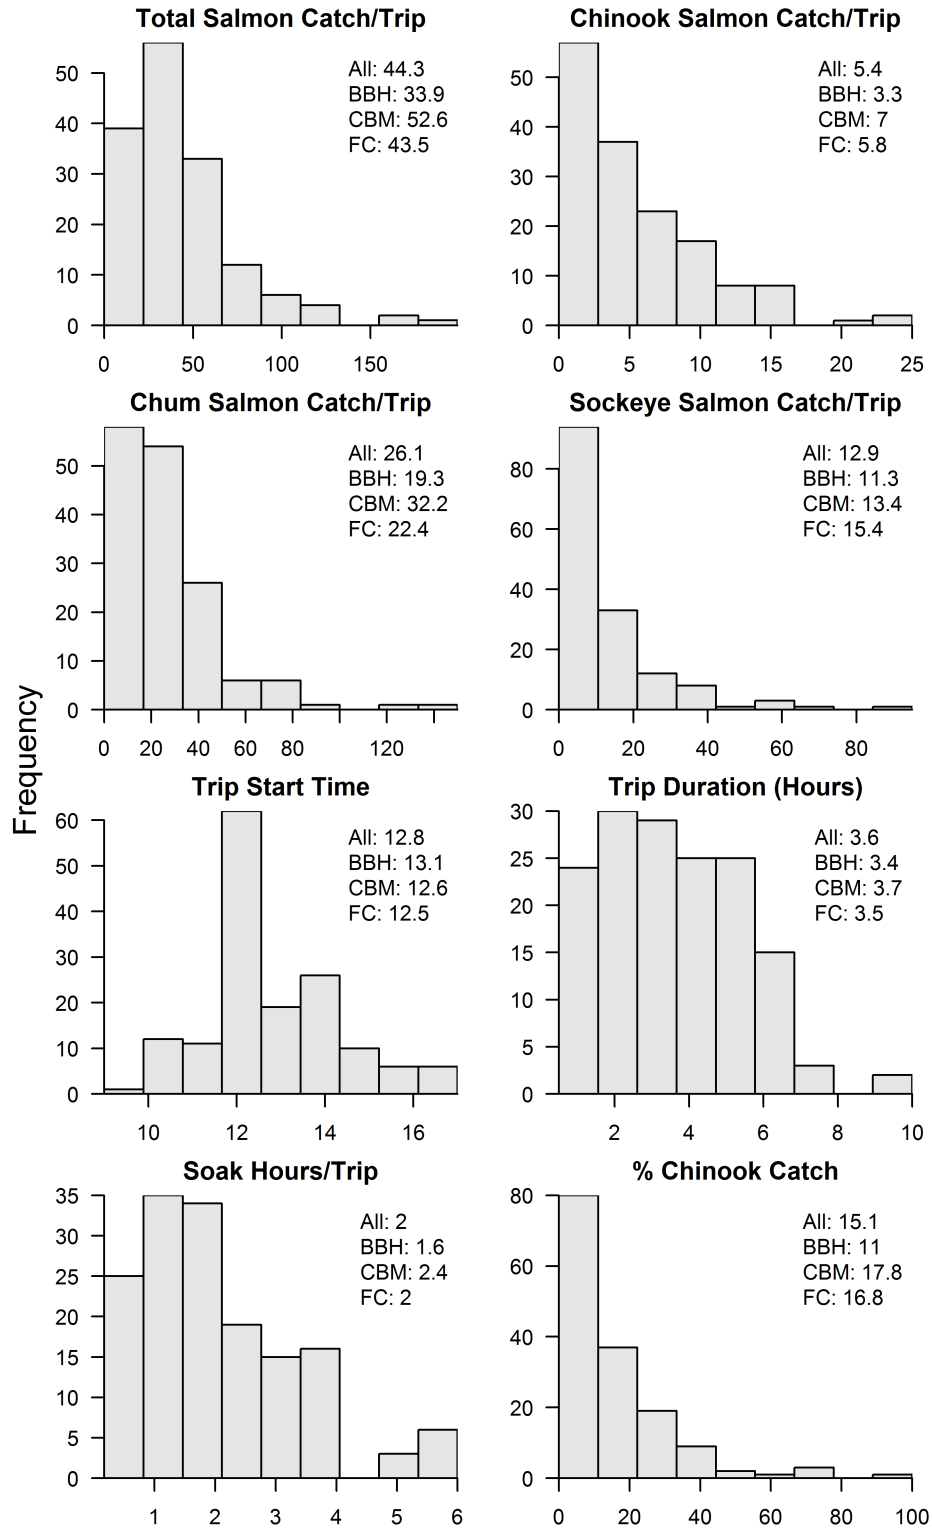 Total Salmon Catch/Trip
All: 44.3
BBH: 33.9
CBM: 52.6
FC: 43.5
50
40
30
20
10
0
0 50 100 150
Chinook Salmon Catch/Trip
All: 5.4
BBH: 3.3
CBM: 7
FC: 5.8
50
40
30
20
10
0
0 5 10 15 20 25
Chum Salmon Catch/Trip
All: 26.1
BBH: 19.3
CBM: 32.2
FC: 22.4
50
40
30
20
10
0
0 20 40 60 80 120
Sockeye Salmon Catch/Trip
All: 12.9
BBH: 11.3
CBM: 13.4
FC: 15.4
80
60
40
20
0
0 20 40 60 80
Frequency
Trip Start Time
All: 12.8
BBH: 13.1
CBM: 12.6
FC: 12.5
60
50
40
30
20
10
0
10 12 14 16
Trip Duration (Hours)
All: 3.6
BBH: 3.4
CBM: 3.7
FC: 3.5
30
25
20
15
10
5
0
2 4 6 8 10
Soak Hours/Trip
All: 2
BBH: 1.6
CBM: 2.4
FC: 2
35
30
25
20
15
10
5
0
1 2 3 4 5 6
% Chinook Catch
All: 15.1
BBH: 11
CBM: 17.8
FC: 16.8
80
60
40
20
0
0 20 40 60 80 100